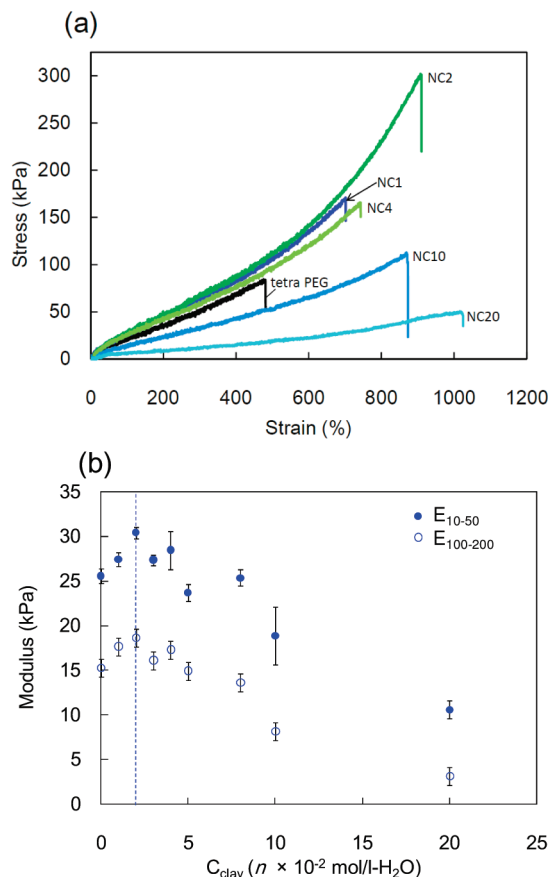 (a)
300
250
200
150
100
50
0
Stress (kPa)
NC2
NC1
NC4
tetra PEG
NC10
NC20
0 200 400 600 800 1000 1200
Strain (%)
(b)
35
30
25
20
15
10
5
0
Modulus (kPa)
E10-50
E100-200
0 5 10 15 20 25
Cclay (n × 10-2 mol/l-H2O)